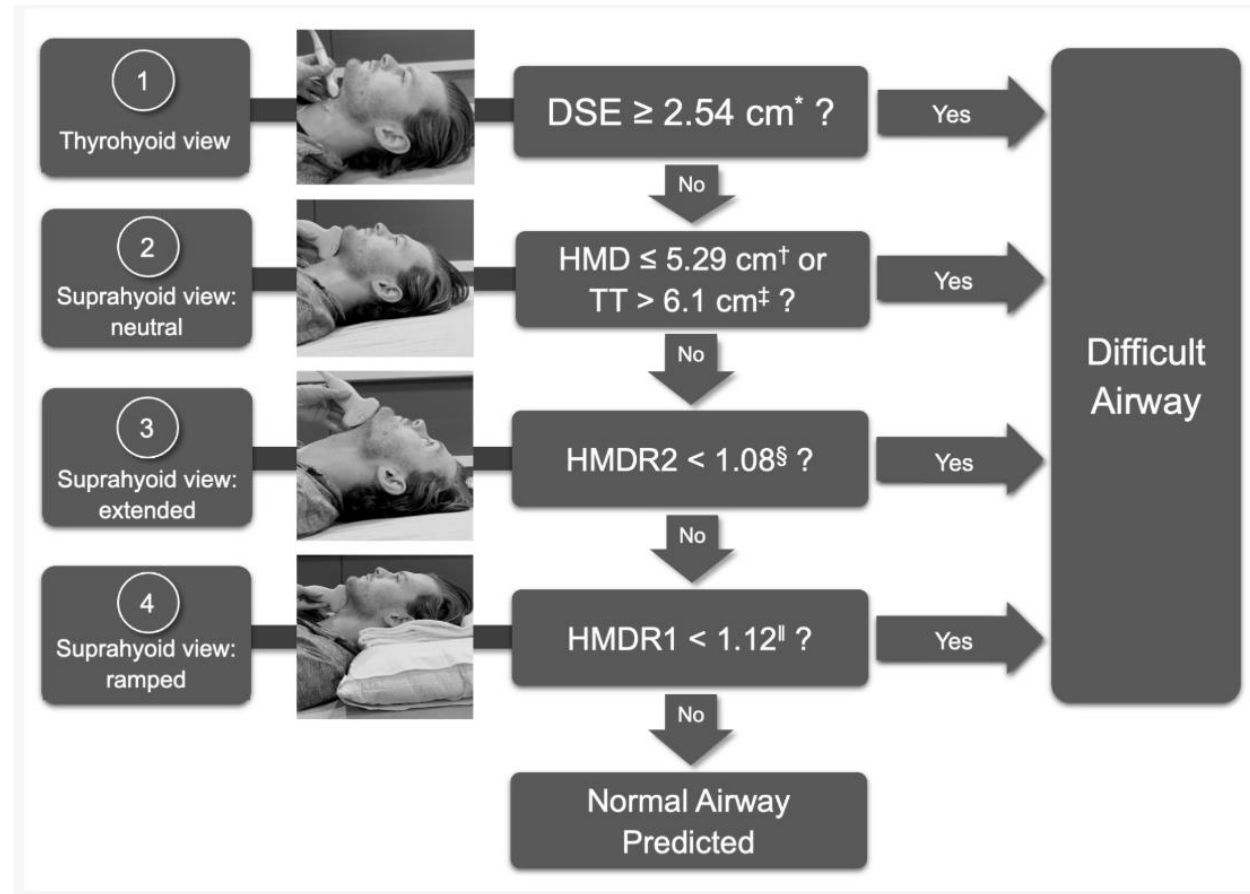 1
Thyrohyoid view
DSE ≥ 2.54 cm* ?
Yes
No
2
Suprahyoid view:
neutral
HMD ≤ 5.29 cm† or
TT > 6.1 cm‡ ?
Yes
No
3
Suprahyoid view:
extended
HMDR2 < 1.08§ ?
Yes
No
4
Suprahyoid view:
ramped
HMDR1 < 1.12‖ ?
Yes
No
Normal Airway
Predicted
Difficult
Airway